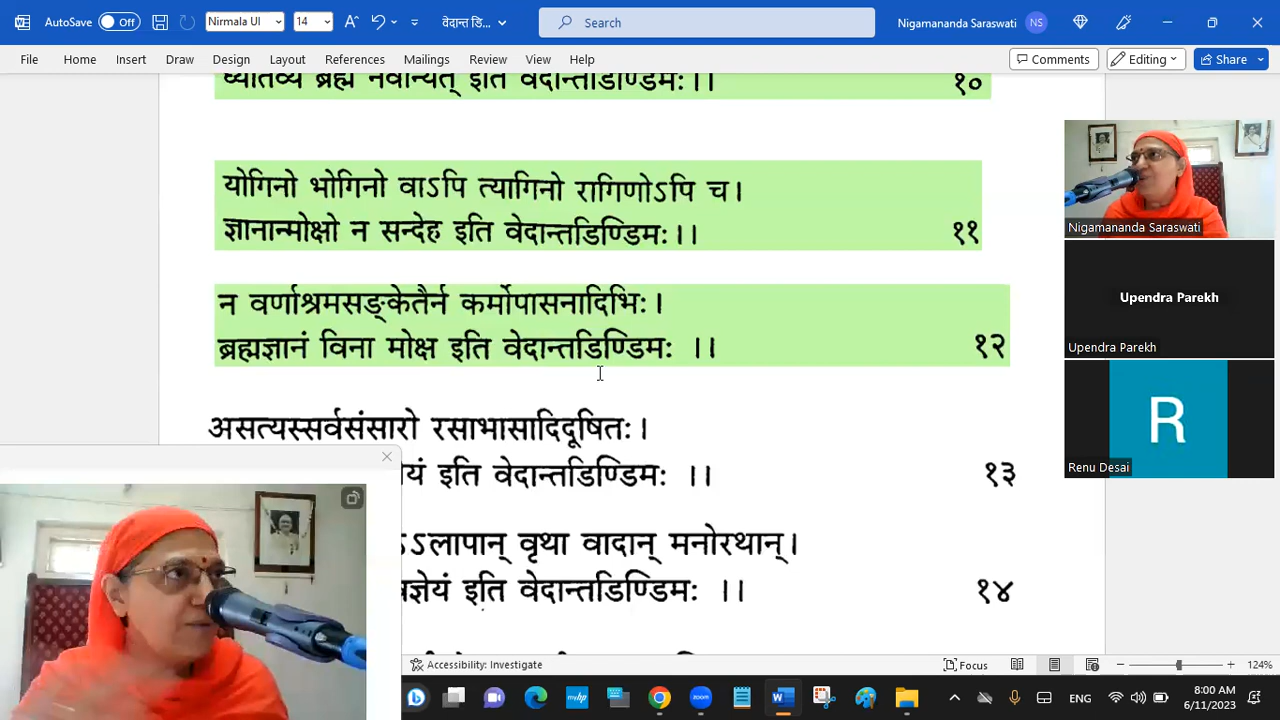 AutoSave Off Nirmala UI 14 वेदान्त डि... Search Nigamananda Saraswati NS
File Home Insert Draw Design Layout References Mailings Review View Help Comments Editing Share
ध्यातव्यं ब्रह्म नैवान्यत् इति वेदान्तडिण्डिमः।। १०
योगिनो भोगिनो वाऽपि त्यागिनो रागिणोऽपि च।
ज्ञानान्मोक्षो न सन्देह इति वेदान्तडिण्डिमः।। ११
न वर्णाश्रमसङ्केतैर्न कर्मोपासनादिभिः।
ब्रह्मज्ञानं विना मोक्ष इति वेदान्तडिण्डिमः ।। १२
असत्यस्सर्वसंसारो रसाभासादिदूषितः।
यं इति वेदान्तडिण्डिमः ।। १३
ऽऽलापान् वृथा वादान् मनोरथान्।
ज्ञेयं इति वेदान्तडिण्डिमः ।। १४
Nigamananda Saraswati
Upendra Parekh
Upendra Parekh
R
Renu Desai
Accessibility: Investigate Focus 124%
hp zoom W ENG 8:00 AM
6/11/2023